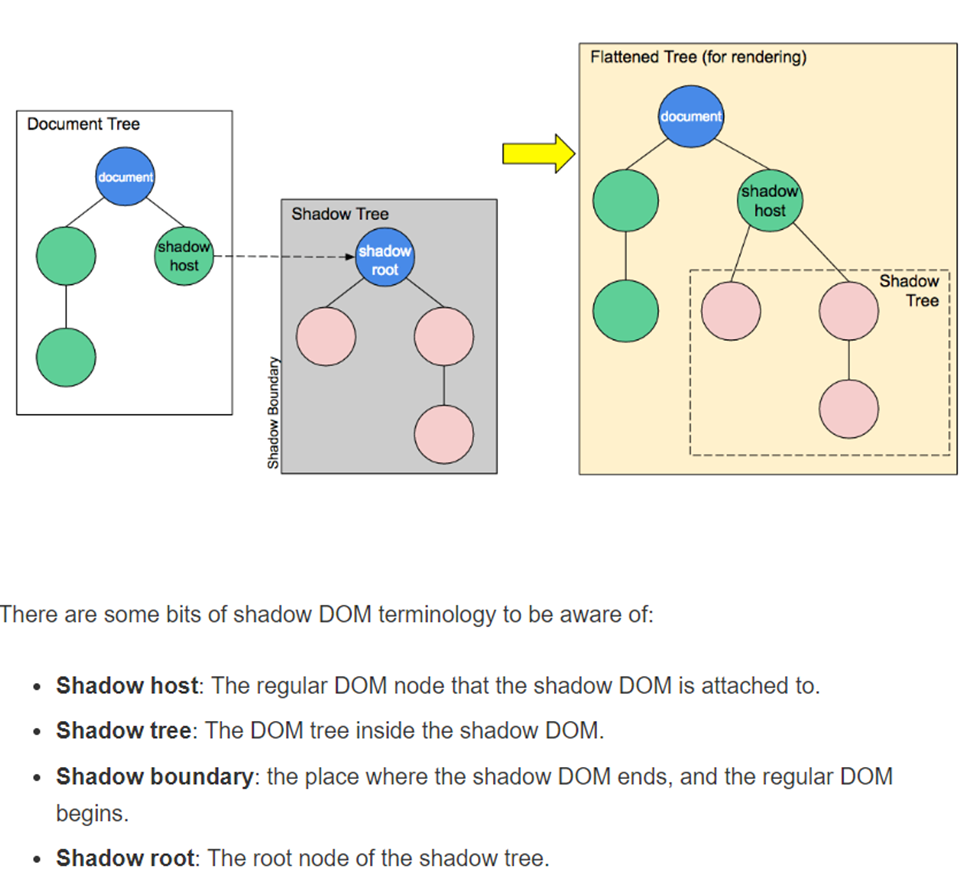 Document Tree
document
shadow
host
Shadow Tree
shadow
root
Shadow Boundary
Flattened Tree (for rendering)
document
shadow
host
Shadow
Tree
There are some bits of shadow DOM terminology to be aware of:
• Shadow host: The regular DOM node that the shadow DOM is attached to.
• Shadow tree: The DOM tree inside the shadow DOM.
• Shadow boundary: the place where the shadow DOM ends, and the regular DOM
begins.
• Shadow root: The root node of the shadow tree.